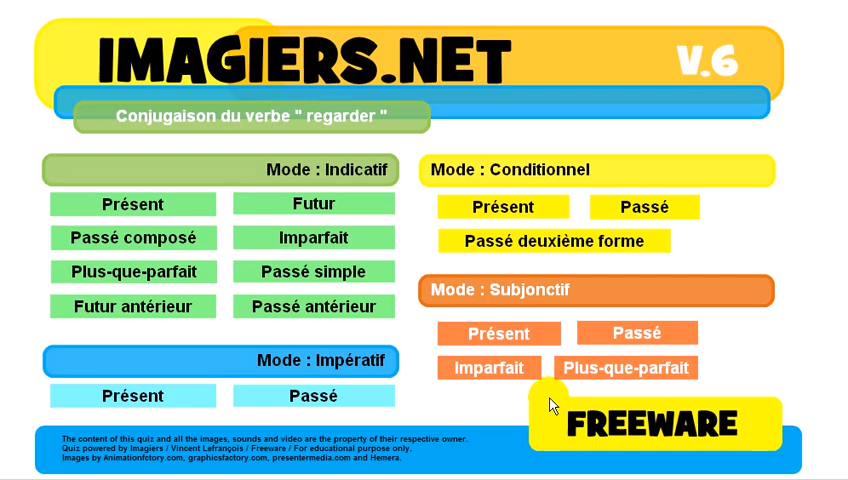 IMAGIERS.NET
V.6
Conjugaison du verbe " regarder "
Mode : Indicatif
Présent
Futur
Passé composé
Imparfait
Plus-que-parfait
Passé simple
Futur antérieur
Passé antérieur
Mode : Impératif
Présent
Passé
Mode : Conditionnel
Présent
Passé
Passé deuxième forme
Mode : Subjonctif
Présent
Passé
Imparfait
Plus-que-parfait
FREEWARE
The content of this quiz and all the images, sounds and video are the property of their respective owner.
Quiz powered by Imagiers / Vincent Lefrançois / Freeware / For educational purpose only.
Images by Animationfctory.com, graphicsfactory.com, presentermedia.com and Hemera.